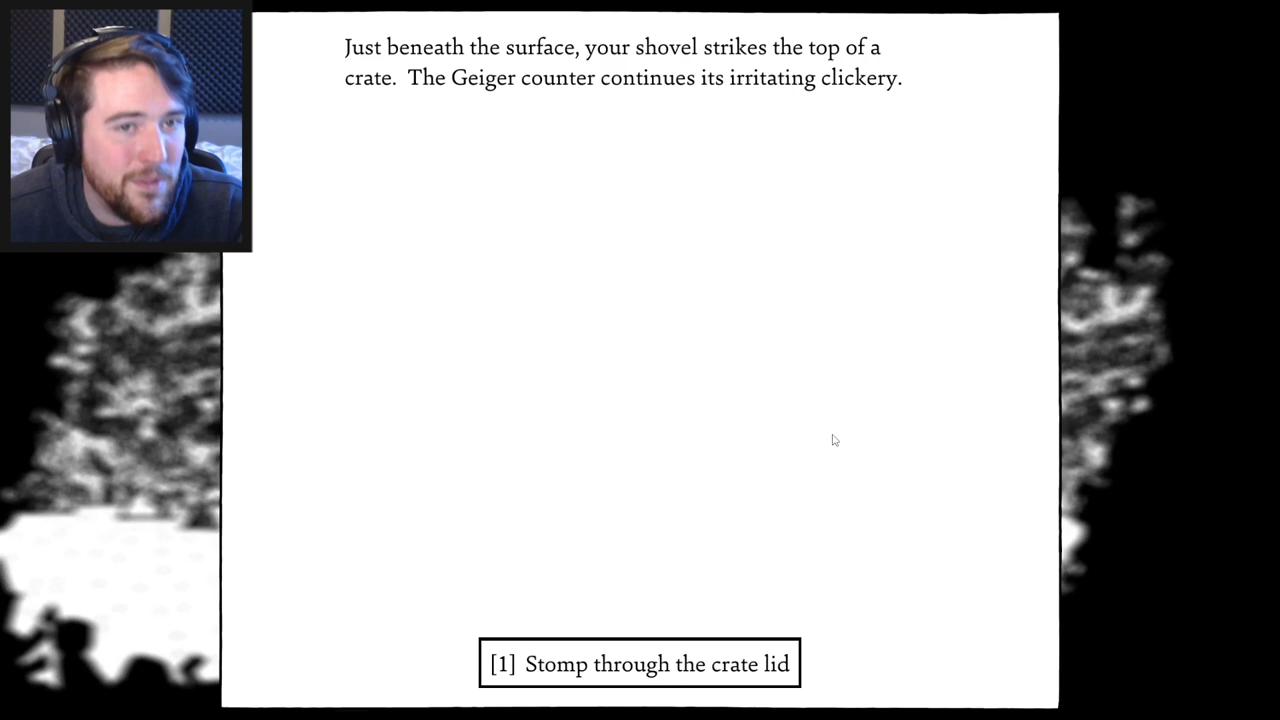 Just beneath the surface, your shovel strikes the top of a
crate. The Geiger counter continues its irritating clickery.
[1] Stomp through the crate lid